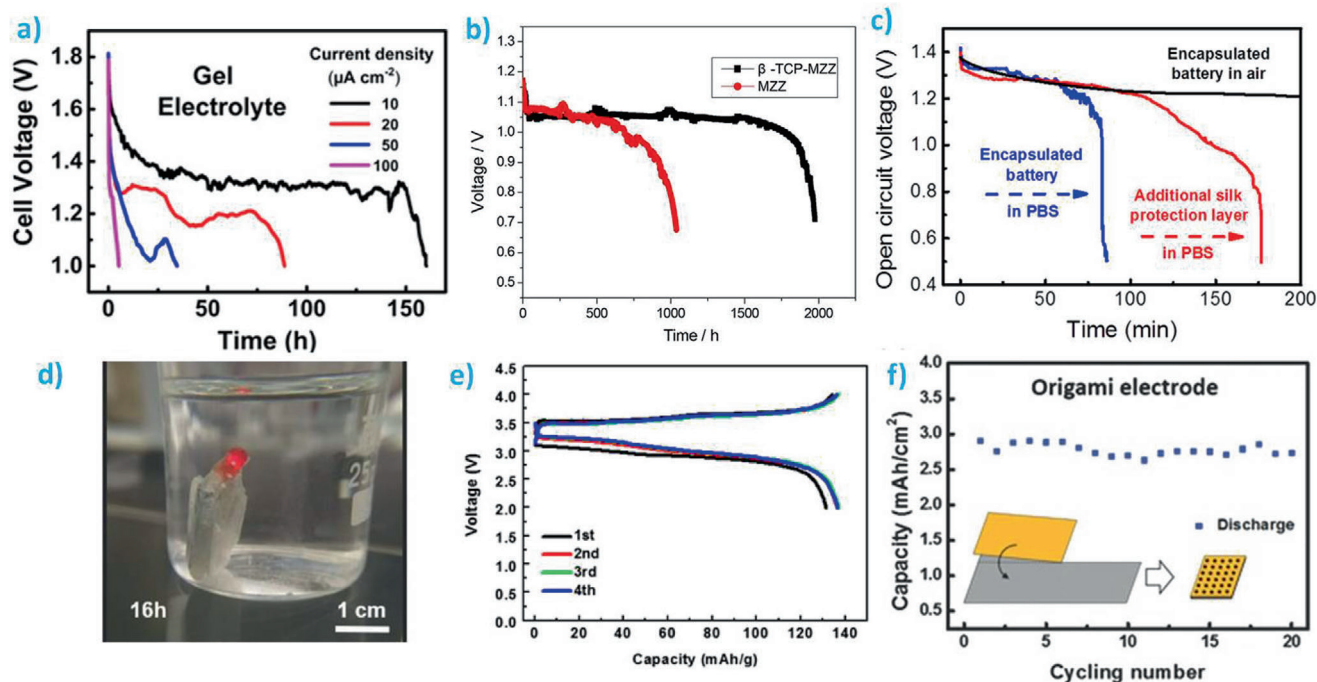 a)
Gel
Electrolyte
Current density
(µA cm⁻²)
10
20
50
100
Cell Voltage (V)
1.8
1.6
1.4
1.2
1.0
0
50
100
150
Time (h)
b)
β -TCP-MZZ
MZZ
Voltage / V
1.3
1.2
1.1
1.0
0.9
0.8
0.7
0.6
0.5
0
500
1000
1500
2000
Time / h
c)
Encapsulated
battery in air
Encapsulated
battery
in PBS
Additional silk
protection layer
in PBS
Open circuit voltage (V)
1.4
1.2
1.0
0.8
0.6
0.4
0
50
100
150
200
Time (min)
d)
25
16h
1 cm
e)
Voltage (V)
4.5
4.0
3.5
3.0
2.5
2.0
1.5
1.0
0.5
0.0
1st
2nd
3rd
4th
0
20
40
60
80
100
120
140
Capacity (mAh/g)
f)
Origami electrode
Discharge
Capacity (mAh/cm²)
4.0
3.5
3.0
2.5
2.0
1.5
1.0
0.5
0
5
10
15
20
Cycling number